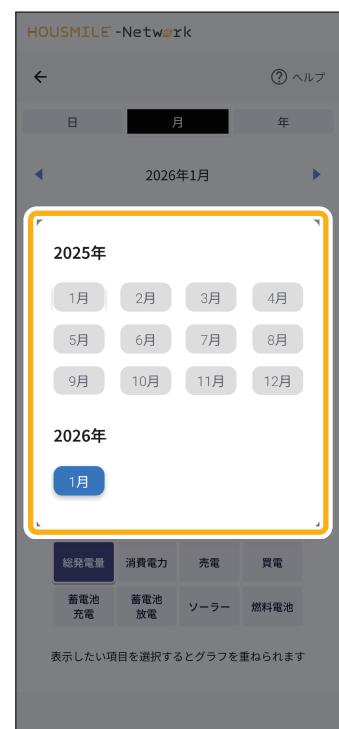 HOUSMILE-Network
ヘルプ
日 月 年
2026年1月
2025年
1月 2月 3月 4月
5月 6月 7月 8月
9月 10月 11月 12月
2026年
1月
総発電量 消費電力 売電 買電
蓄電池充電 蓄電池放電 ソーラー 燃料電池
表示したい項目を選択するとグラフを重ねられます